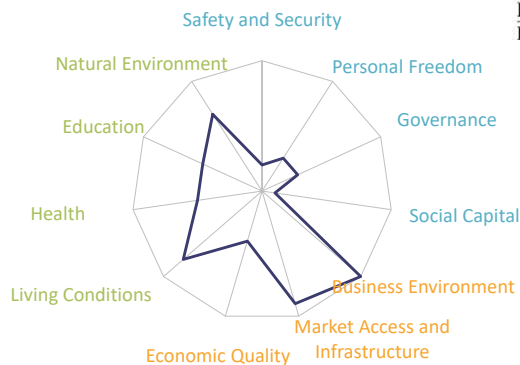 Safety and Security
Natural Environment
Personal Freedom
Education
Governance
Health
Social Capital
Living Conditions
Business Environment
Market Access and
Infrastructure
Economic Quality